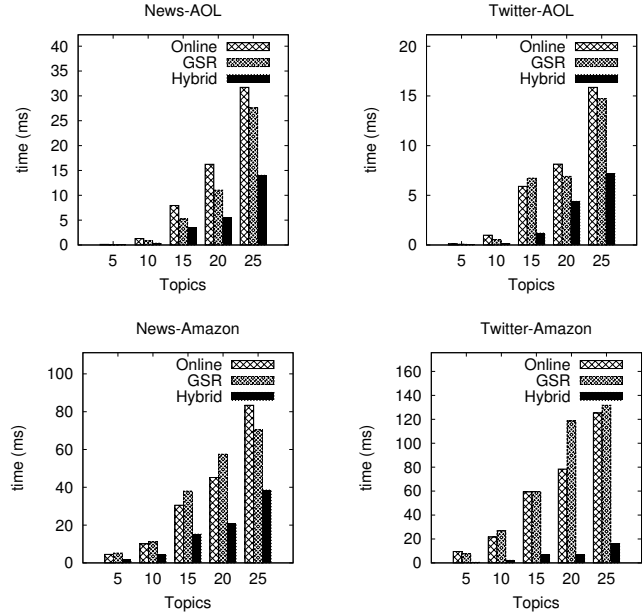 News-AOL
40
35
30
25
20
15
10
5
0
time (ms)
Online
GSR
Hybrid
5 10 15 20 25
Topics
Twitter-AOL
20
15
10
5
0
time (ms)
Online
GSR
Hybrid
5 10 15 20 25
Topics
News-Amazon
100
80
60
40
20
0
time (ms)
Online
GSR
Hybrid
5 10 15 20 25
Topics
Twitter-Amazon
160
140
120
100
80
60
40
20
0
time (ms)
Online
GSR
Hybrid
5 10 15 20 25
Topics